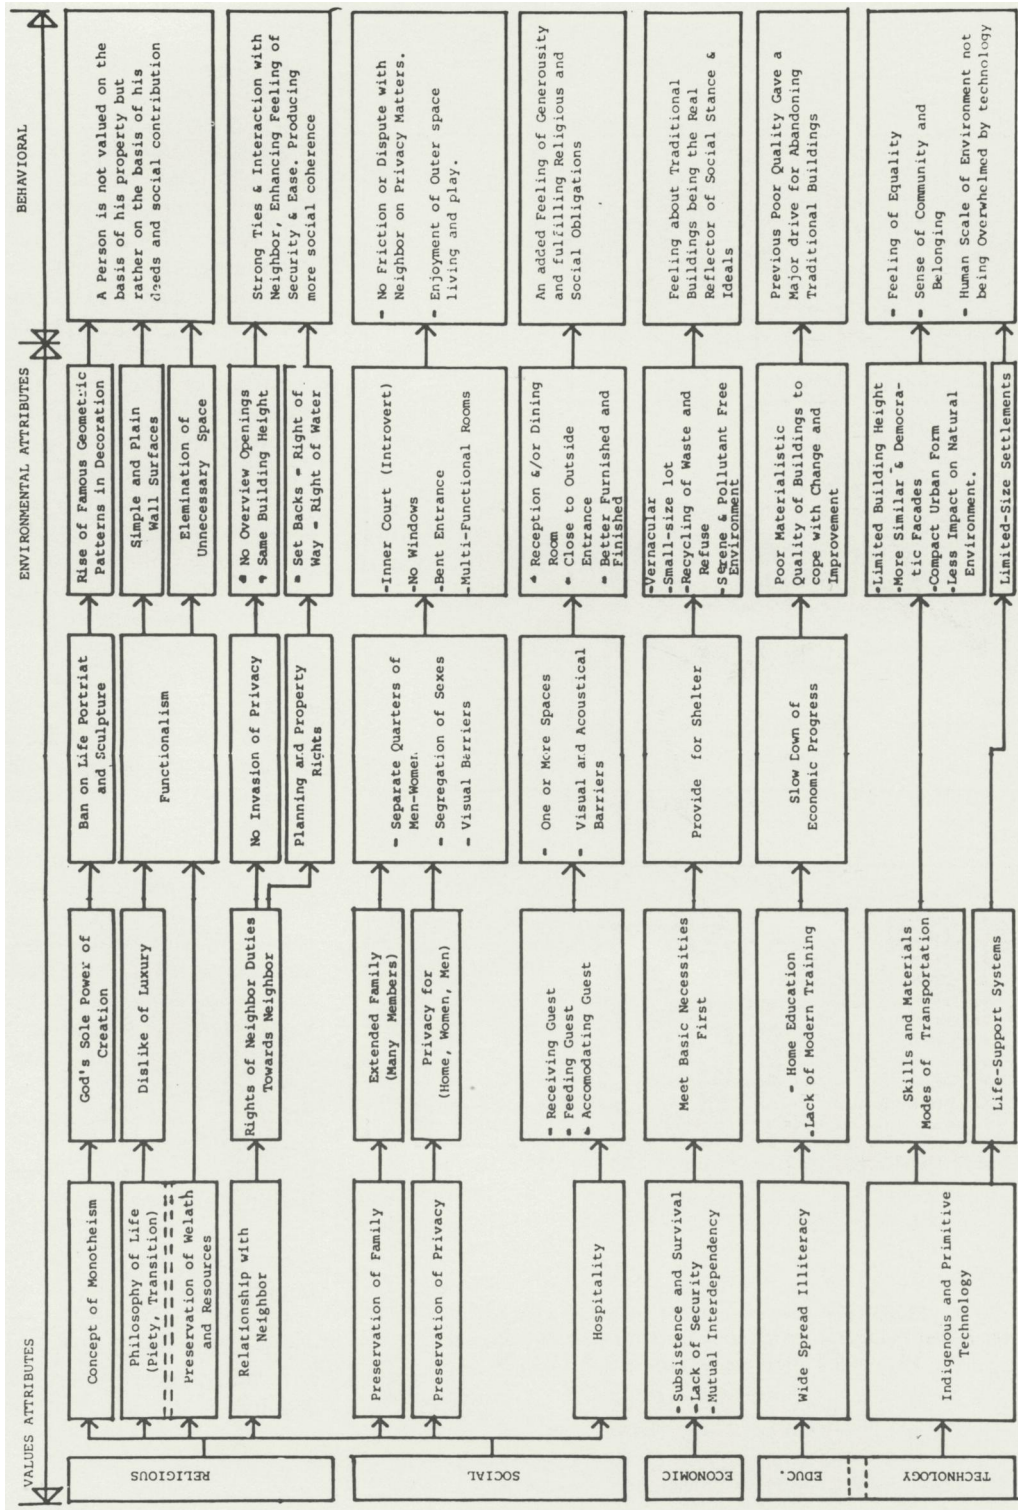 VALUES ATTRIBUTES
ENVIRONMENTAL ATTRIBUTES
BEHAVIORAL
RELIGIOUS
Concept of Monotheism
God's Sole Power of
Creation
Ban on Life Portriat
and Sculpture
Rise of Famous Geometric
Patterns in Decoration
A Person is not valued on the
basis of his property but
rather on the basis of his
deeds and social contribution
Philosophy of Life
(Piety, Transition)
Dislike of Luxury
Functionalism
Simple and Plain
Wall Surfaces
Preservation of Welath
and Resources
Elemination of
Unnecessary Space
Relationship with
Neighbor
Rights of Neighbor Duties
Towards Neighbor
No Invasion of Privacy
- No Overview Openings
- Same Building Height
Strong Ties & Interaction with
Neighbor, Enhancing Feeling of
Security & Ease. Producing
more social coherence
Planning and Property
Rights
- Set Backs - Right of
Way - Right of Water
SOCIAL
Preservation of Family
Extended Family
(Many Members)
- Separate Quarters of
Men-Women.
- Segregation of Sexes
- Visual Barriers
-Inner Court (Introvert)
-No Windows
-Bent Entrance
-Multi-Functional Rooms
- No Friction or Dispute with
Neighbor on Privacy Matters.
- Enjoyment of Outer space
living and play.
Preservation of Privacy
Privacy for
(Home, Women, Men)
Hospitality
- Receiving Guest
- Feeding Guest
- Accomodating Guest
- One or More Spaces
- Visual and Acoustical
Barriers
- Reception &/or Dining
Room
- Close to Outside
Entrance
- Better Furnished and
Finished
An added Feeling of Generousity
and fulfilling Religious and
Social Obligations
ECONOMIC
- Subsistence and Survival
-Lack of Security
-Mutual Interdependency
Meet Basic Necessities
First
Provide for Shelter
-Vernacular
-Small-size lot
-Recycling of Waste and
Refuse
-Serene & Pollutant Free
Environment
Feeling about Traditional
Buildings being the Real
Reflector of Social Stance &
Ideals
EDUC.
Wide Spread Illiteracy
- Home Education
-Lack of Modern Training
Slow Down of
Economic Progress
Poor Materialistic
Quality of Buildings to
cope with Change and
Improvement
Previous Poor Quality Gave a
Major drive for Abandoning
Traditional Buildings
TECHNOLOGY
Indigenous and Primitive
Technology
Skills and Materials
Modes of Transportation
-Limited Building Height
-More Similar & Democra-
tic Facades
-Compact Urban Form
-Less Impact on Natural
Environment.
- Feeling of Equality
- Sense of Community and
Belonging
- Human Scale of Environment not
being Overwhelmed by technology
Life-Support Systems
Limited-Size Settlements